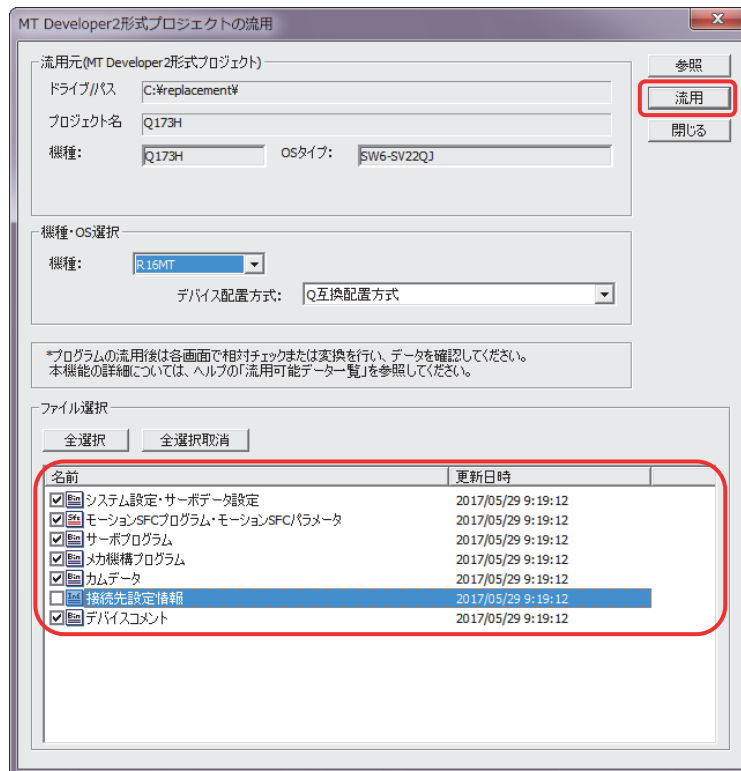 MT Developer2形式プロジェクトの流用
流用元(MT Developer2形式プロジェクト)
参照
ドライブ/パス C:¥replacement¥
流用
プロジェクト名 Q173H
閉じる
機種: Q173H OSタイプ: SW6-SV22QJ
機種・OS選択
機種: R16MT
デバイス配置方式: Q互換配置方式
*プログラムの流用後は各画面で相対チェックまたは変換を行い、データを確認してください。
本機能の詳細については、ヘルプの「流用可能データ一覧」を参照してください。
ファイル選択
全選択 全選択取消
名前 更新日時
システム設定・サーボデータ設定 2017/05/29 9:19:12
モーションSFCプログラム・モーションSFCパラメータ 2017/05/29 9:19:12
サーボプログラム 2017/05/29 9:19:12
メカ機構プログラム 2017/05/29 9:19:12
カムデータ 2017/05/29 9:19:12
接続先設定情報 2017/05/29 9:19:12
デバイスコメント 2017/05/29 9:19:12